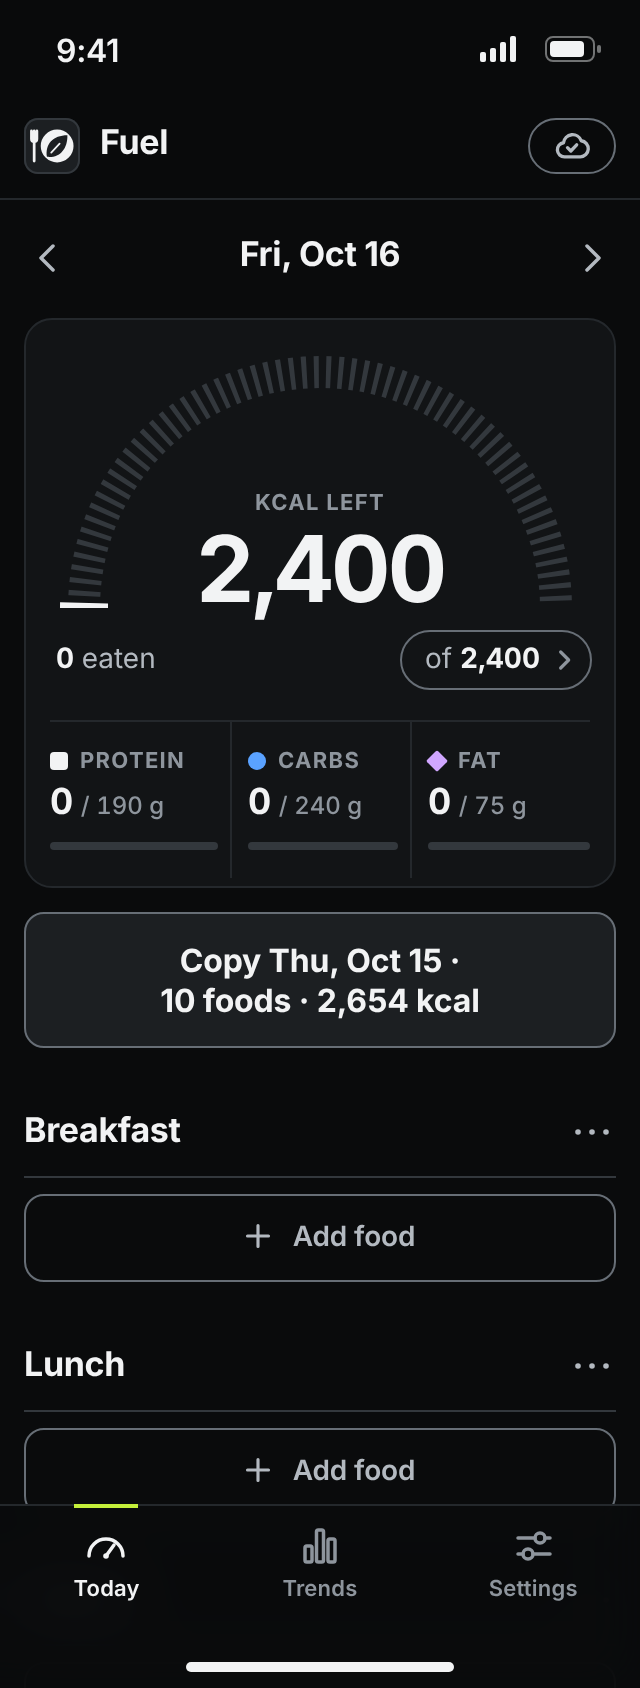 9:41
Fuel
Fri, Oct 16
KCAL LEFT
2,400
0 eaten
of 2,400
PROTEIN
0 / 190 g
CARBS
0 / 240 g
FAT
0 / 75 g
Copy Thu, Oct 15 ·
10 foods · 2,654 kcal
Breakfast
Add food
Lunch
Add food
Today
Trends
Settings